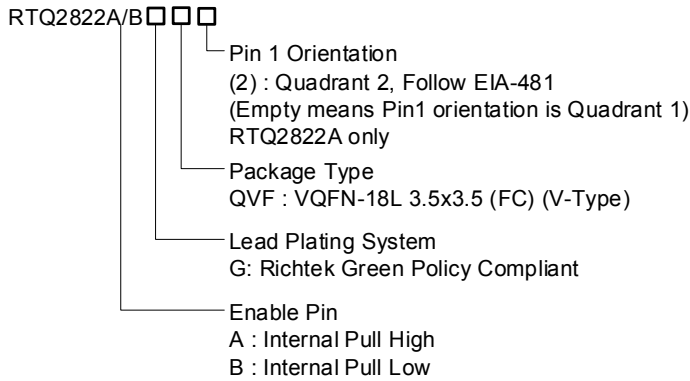 RTQ2822A/B□□□
Pin 1 Orientation
(2) : Quadrant 2, Follow EIA-481
(Empty means Pin1 orientation is Quadrant 1)
RTQ2822A only
Package Type
QVF : VQFN-18L 3.5x3.5 (FC) (V-Type)
Lead Plating System
G: Richtek Green Policy Compliant
Enable Pin
A : Internal Pull High
B : Internal Pull Low